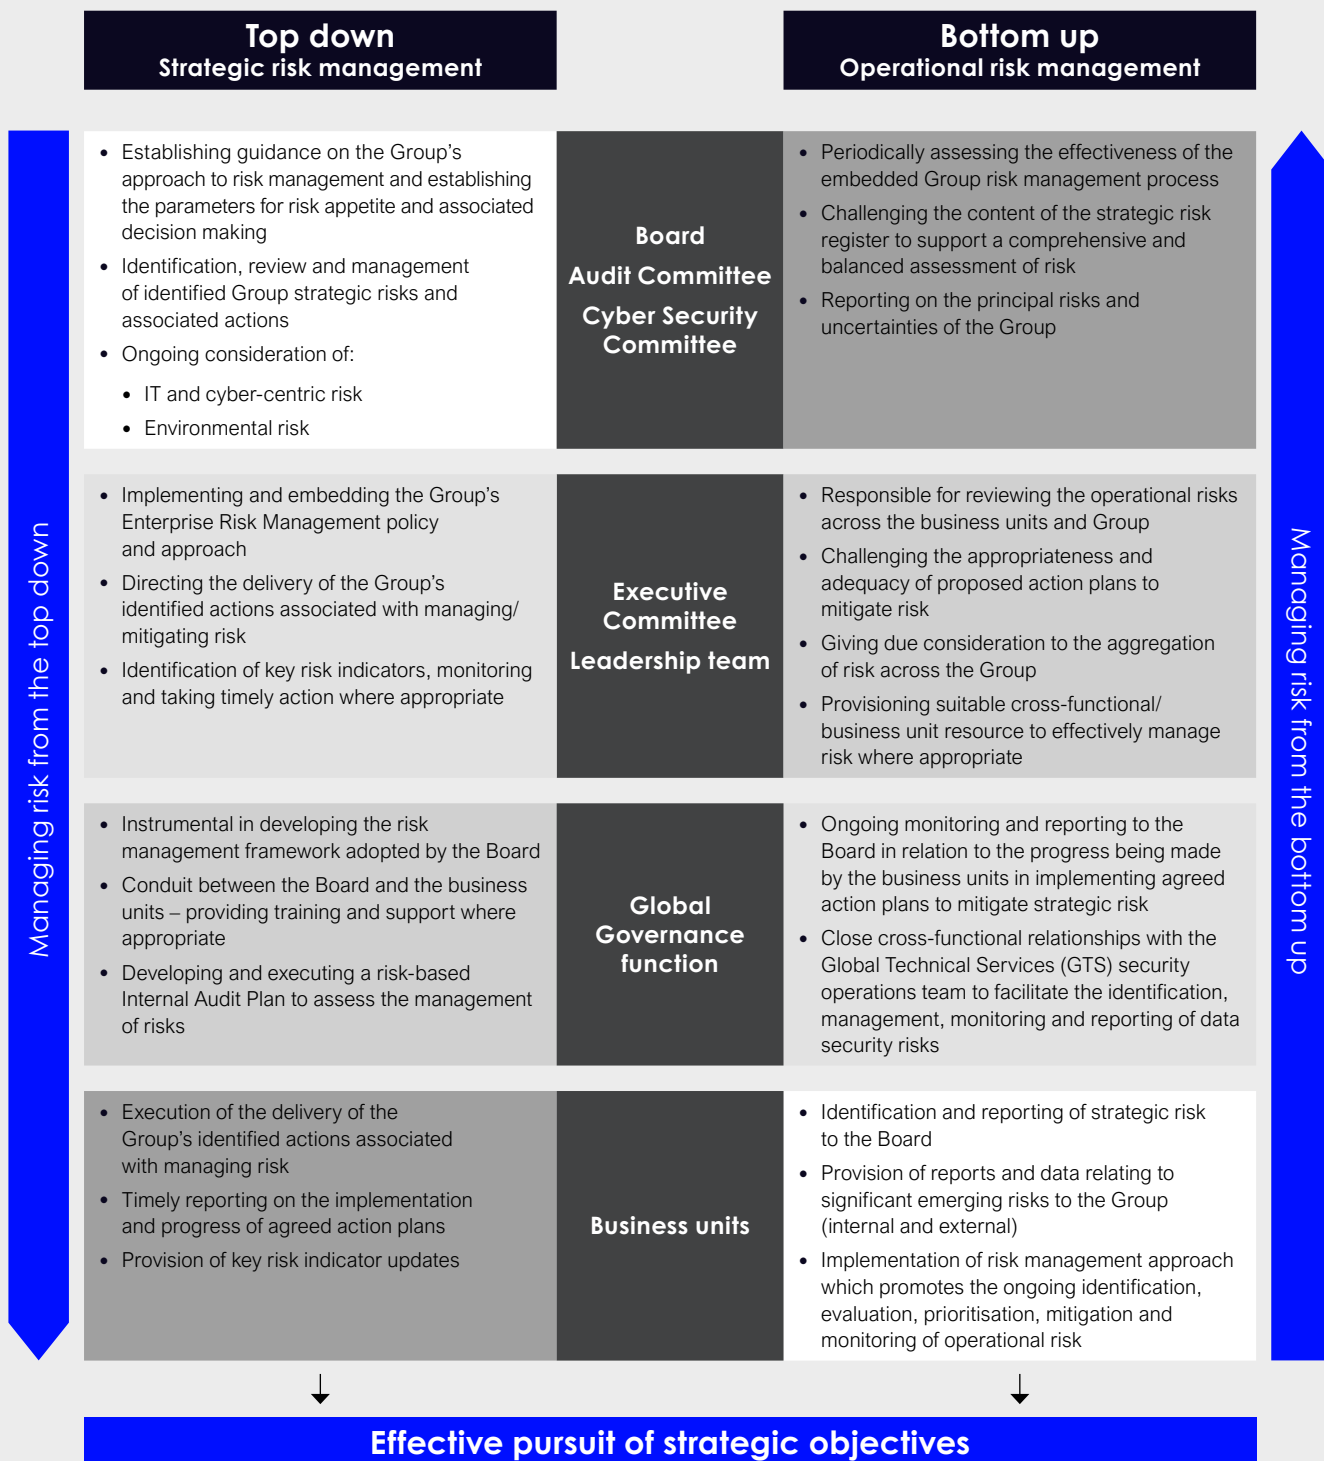 Top down
Strategic risk management
Bottom up
Operational risk management
Managing risk from the top down
• Establishing guidance on the Group's
approach to risk management and establishing
the parameters for risk appetite and associated
decision making
• Identification, review and management
of identified Group strategic risks and
associated actions
• Ongoing consideration of:
• IT and cyber-centric risk
• Environmental risk
Board
Audit Committee
Cyber Security
Committee
• Periodically assessing the effectiveness of the
embedded Group risk management process
• Challenging the content of the strategic risk
register to support a comprehensive and
balanced assessment of risk
• Reporting on the principal risks and
uncertainties of the Group
• Implementing and embedding the Group's
Enterprise Risk Management policy
and approach
• Directing the delivery of the Group's
identified actions associated with managing/
mitigating risk
• Identification of key risk indicators, monitoring
and taking timely action where appropriate
Executive
Committee
Leadership team
• Responsible for reviewing the operational risks
across the business units and Group
• Challenging the appropriateness and
adequacy of proposed action plans to
mitigate risk
• Giving due consideration to the aggregation
of risk across the Group
• Provisioning suitable cross-functional/
business unit resource to effectively manage
risk where appropriate
• Instrumental in developing the risk
management framework adopted by the Board
• Conduit between the Board and the business
units – providing training and support where
appropriate
• Developing and executing a risk-based
Internal Audit Plan to assess the management
of risks
Global
Governance
function
• Ongoing monitoring and reporting to the
Board in relation to the progress being made
by the business units in implementing agreed
action plans to mitigate strategic risk
• Close cross-functional relationships with the
Global Technical Services (GTS) security
operations team to facilitate the identification,
management, monitoring and reporting of data
security risks
• Execution of the delivery of the
Group's identified actions associated
with managing risk
• Timely reporting on the implementation
and progress of agreed action plans
• Provision of key risk indicator updates
Business units
• Identification and reporting of strategic risk
to the Board
• Provision of reports and data relating to
significant emerging risks to the Group
(internal and external)
• Implementation of risk management approach
which promotes the ongoing identification,
evaluation, prioritisation, mitigation and
monitoring of operational risk
Managing risk from the bottom up
Effective pursuit of strategic objectives